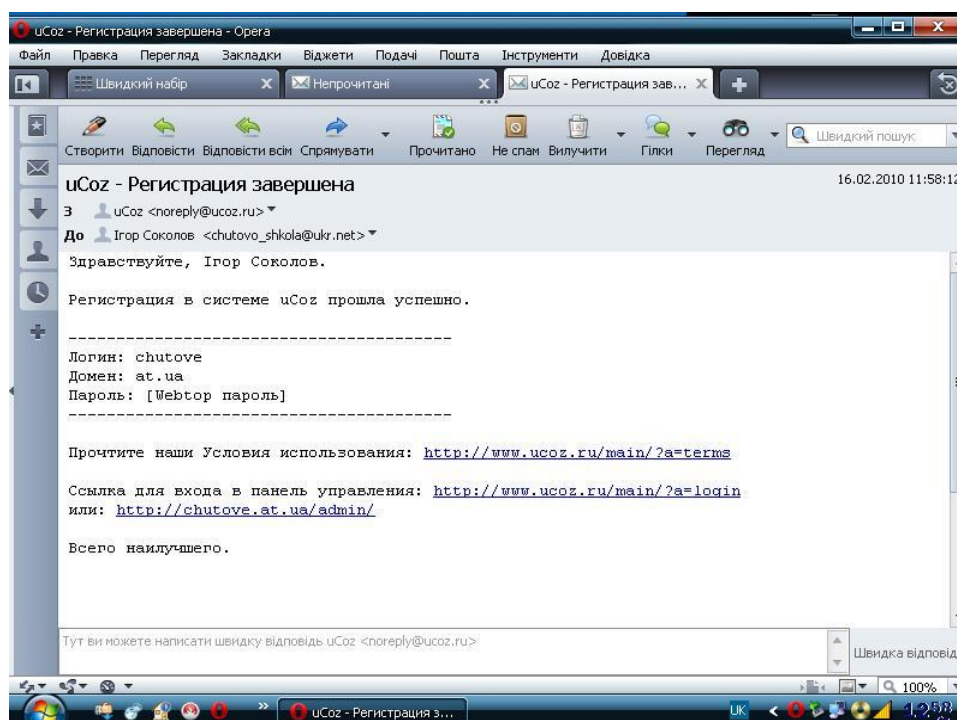 uCoz - Регистрация завершена - Opera
Файл Правка Перегляд Закладки Віджети Подачі Пошта Інструменти Довідка
Швидкий набір X Непрочитані X uCoz - Регистрация зав... X
Створити Відповісти Відповісти всім Спрямувати Прочитано Не спам Вилучити Гілки Перегляд Швидкий пошук
uCoz - Регистрация завершена 16.02.2010 11:58:12
З uCoz <noreply@ucoz.ru>
До Ігор Соколов <chutovo_shkola@ukr.net>
Здравствуйте, Ігор Соколов.
Регистрация в системе uCoz прошла успешно.
----------------------------------------
Логин: chutove
Домен: at.ua
Пароль: [Webtop пароль]
----------------------------------------
Прочтите наши Условия использования: http://www.ucoz.ru/main/?a=terms
Ссылка для входа в панель управления: http://www.ucoz.ru/main/?a=login
или: http://chutove.at.ua/admin/
Всего наилучшего.
Тут ви можете написати швидку відповідь uCoz <noreply@ucoz.ru>
Швидка відповід
100%
uCoz - Регистрация з... UK 12:58